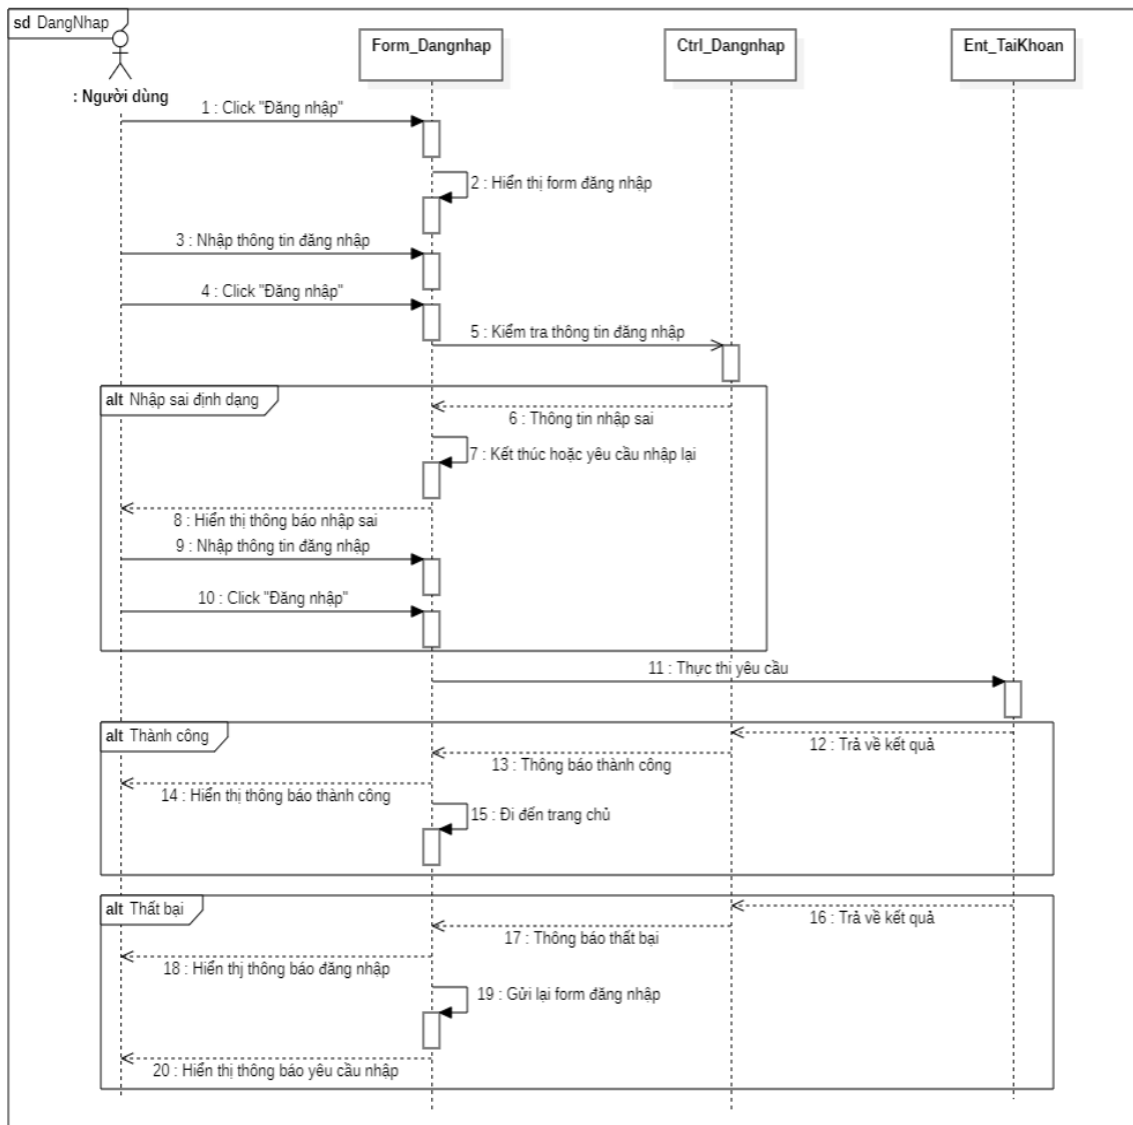 sd DangNhap
Form_Dangnhap
Ctrl_Dangnhap
Ent_TaiKhoan
: Người dùng
1 : Click "Đăng nhập"
2 : Hiển thị form đăng nhập
3 : Nhập thông tin đăng nhập
4 : Click "Đăng nhập"
5 : Kiểm tra thông tin đăng nhập
alt Nhập sai định dạng
6 : Thông tin nhập sai
7 : Kết thúc hoặc yêu cầu nhập lại
8 : Hiển thị thông báo nhập sai
9 : Nhập thông tin đăng nhập
10 : Click "Đăng nhập"
11 : Thực thi yêu cầu
alt Thành công
12 : Trả về kết quả
13 : Thông báo thành công
14 : Hiển thị thông báo thành công
15 : Đi đến trang chủ
alt Thất bại
16 : Trả về kết quả
17 : Thông báo thất bại
18 : Hiển thị thông báo đăng nhập
19 : Gửi lại form đăng nhập
20 : Hiển thị thông báo yêu cầu nhập